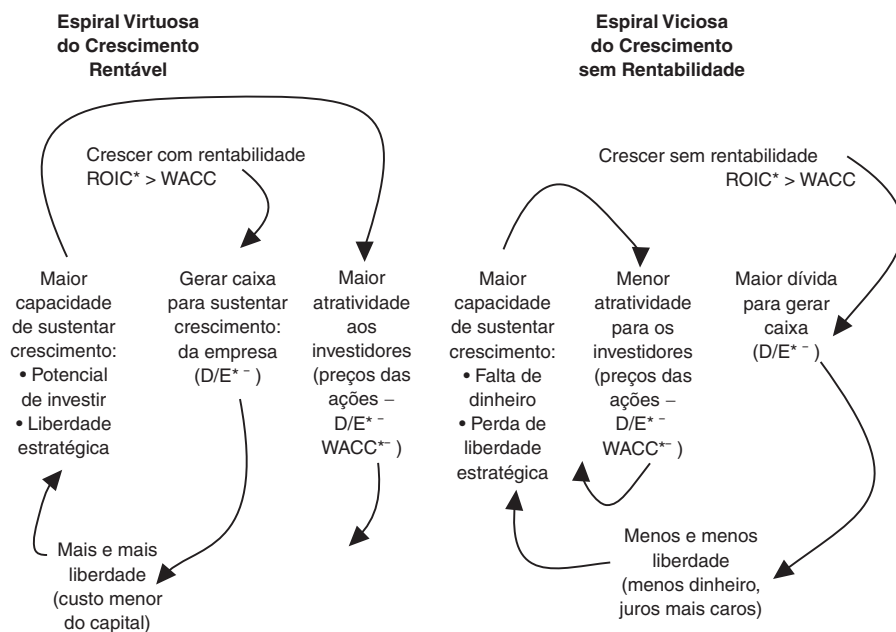 Espiral Virtuosa
do Crescimento
Rentável
Crescer com rentabilidade
ROIC* > WACC
Maior
capacidade
de sustentar
crescimento:
• Potencial
de investir
• Liberdade
estratégica
Gerar caixa
para sustentar
crescimento:
da empresa
(D/E* – )
Maior
atratividade
aos
investidores
(preços das
ações –
D/E* –
WACC*– )
Mais e mais
liberdade
(custo menor
do capital)
Espiral Viciosa
do Crescimento
sem Rentabilidade
Crescer sem rentabilidade
ROIC* > WACC
Maior
capacidade
de sustentar
crescimento:
• Falta de
dinheiro
• Perda de
liberdade
estratégica
Menor
atratividade
para os
investidores
(preços das
ações –
D/E* –
WACC*– )
Maior dívida
para gerar
caixa
(D/E* – )
Menos e menos
liberdade
(menos dinheiro,
juros mais caros)